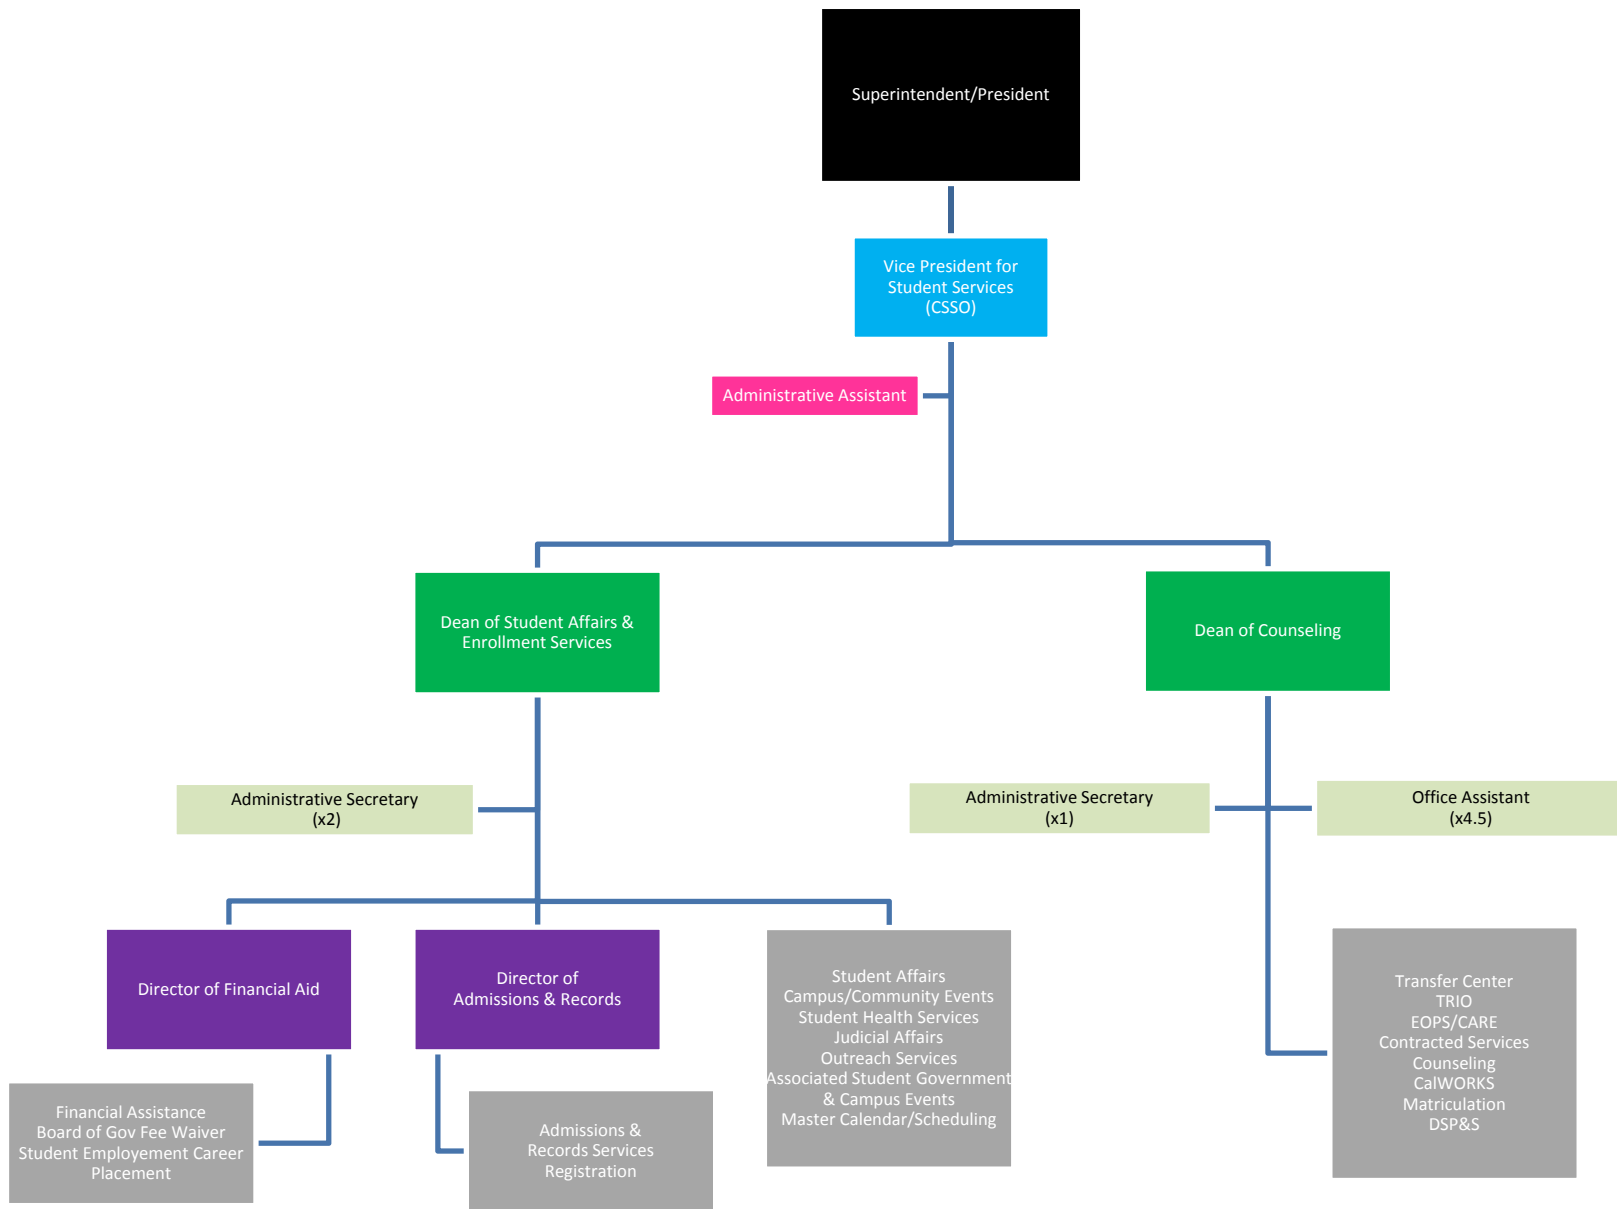 Superintendent/President
Vice President for
Student Services
(CSSO)
Administrative Assistant
Dean of Student Affairs &
Enrollment Services
Dean of Counseling
Administrative Secretary
(x2)
Administrative Secretary
(x1)
Office Assistant
(x4.5)
Director of Financial Aid
Director of
Admissions & Records
Student Affairs
Campus/Community Events
Student Health Services
Judicial Affairs
Outreach Services
Associated Student Government
& Campus Events
Master Calendar/Scheduling
Transfer Center
TRIO
EOPS/CARE
Contracted Services
Counseling
CalWORKS
Matriculation
DSP&S
Financial Assistance
Board of Gov Fee Waiver
Student Employement Career
Placement
Admissions &
Records Services
Registration